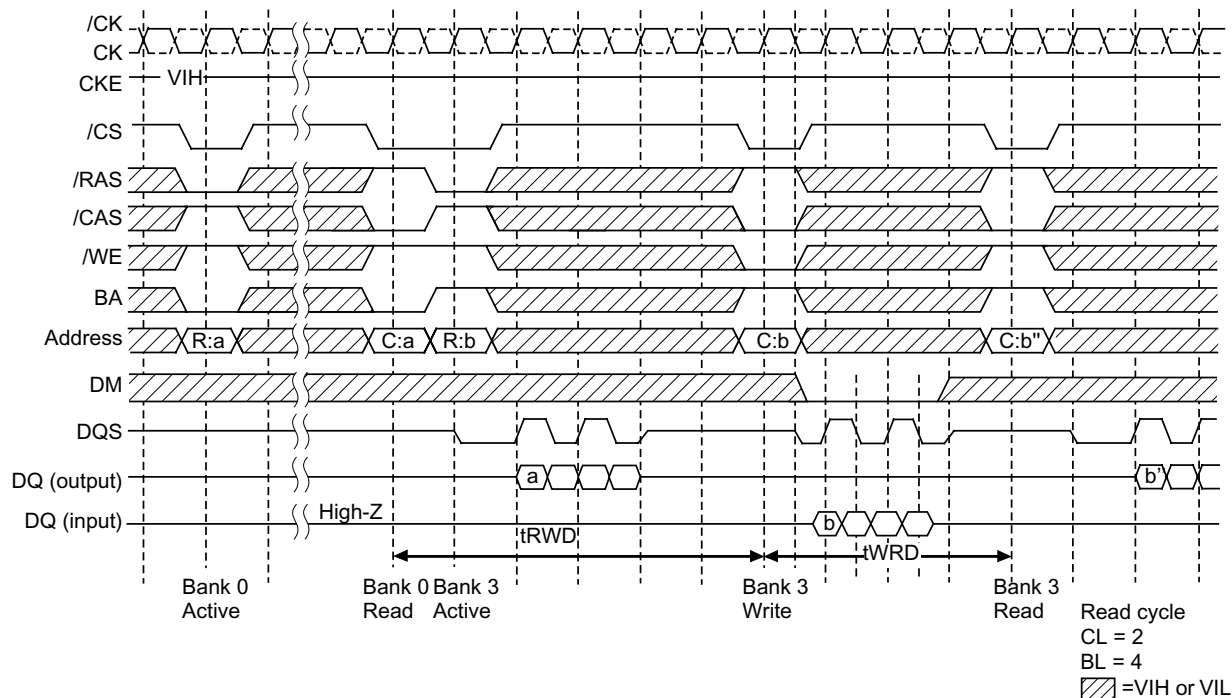 /CK
CK
CKE
VIH
/CS
/RAS
/CAS
/WE
BA
Address
R:a
C:a
R:b
C:b
C:b"
DM
DQS
DQ (output)
a
b'
DQ (input)
High-Z
b
tRWD
tWRD
Bank 0
Active
Bank 0
Read
Bank 3
Active
Bank 3
Write
Bank 3
Read
Read cycle
CL = 2
BL = 4
=VIH or VIL